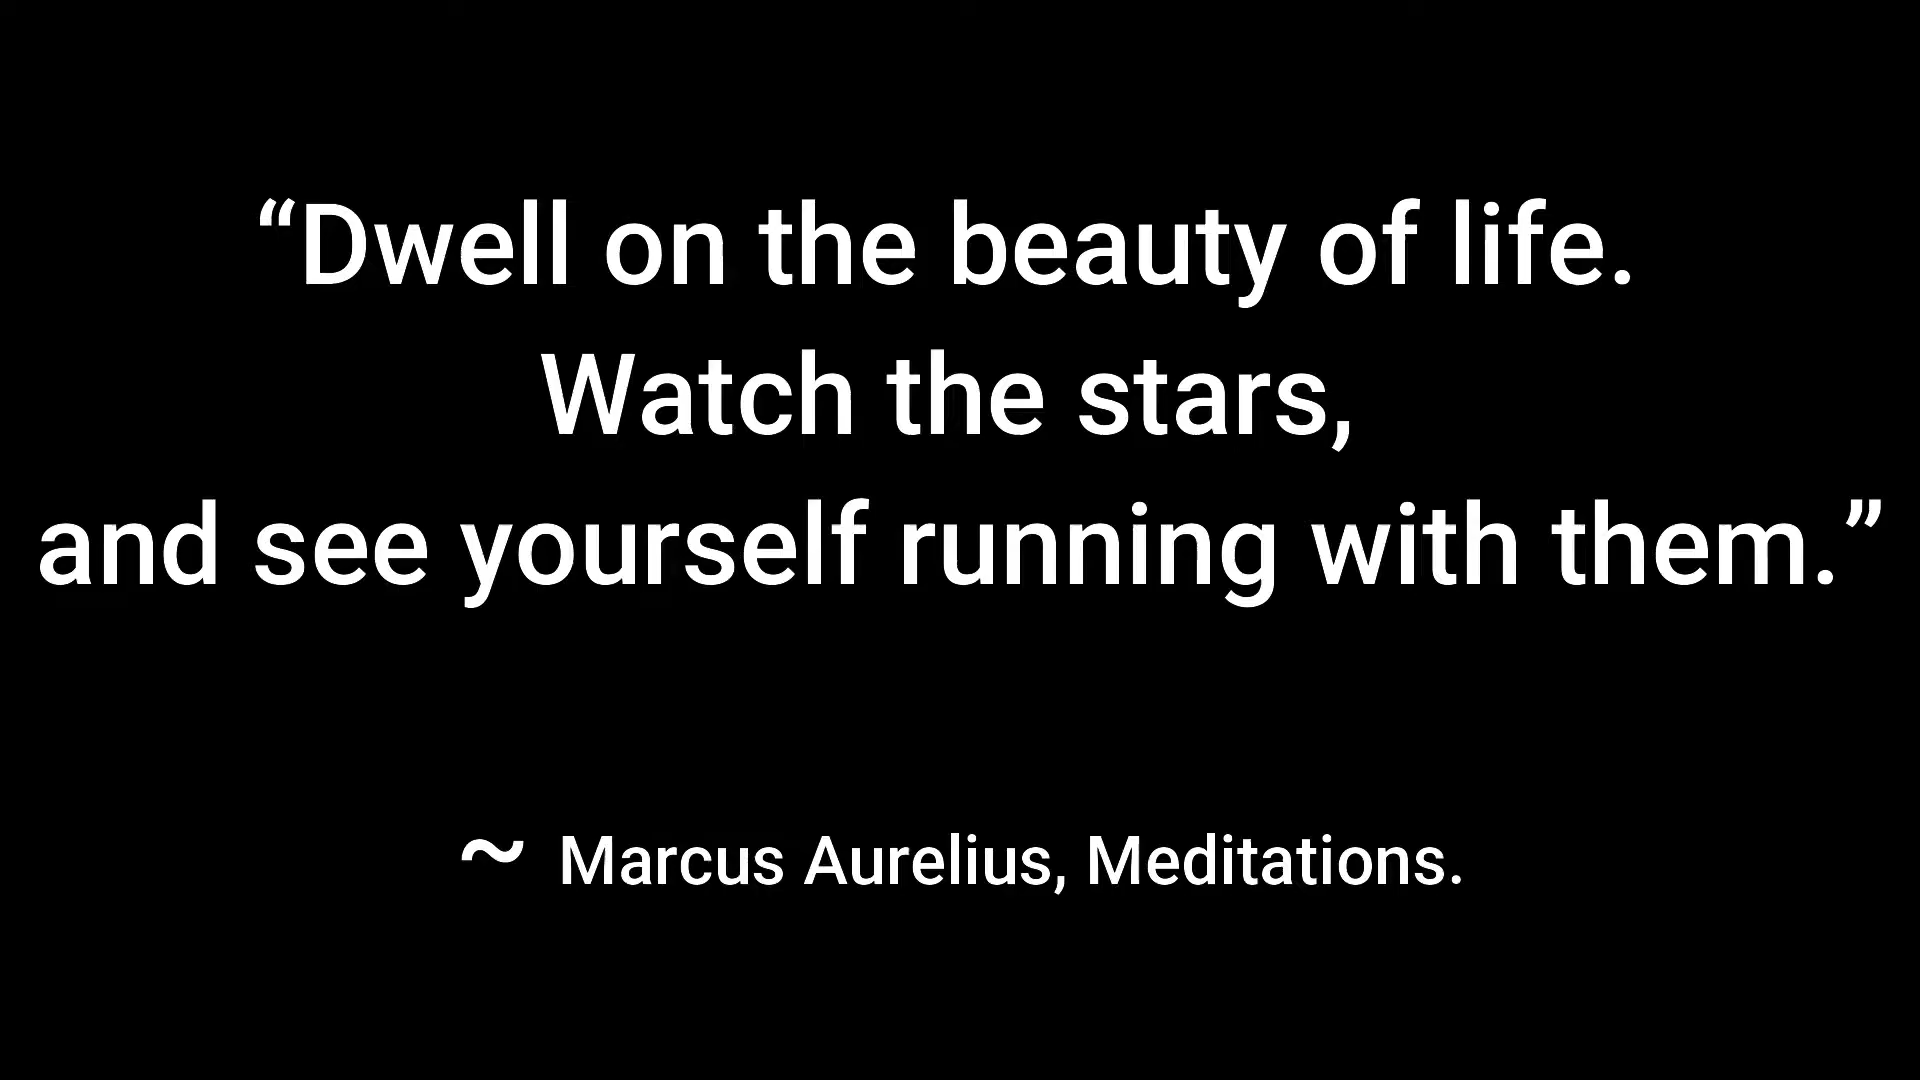 “Dwell on the beauty of life.
Watch the stars,
and see yourself running with them.”
~ Marcus Aurelius, Meditations.